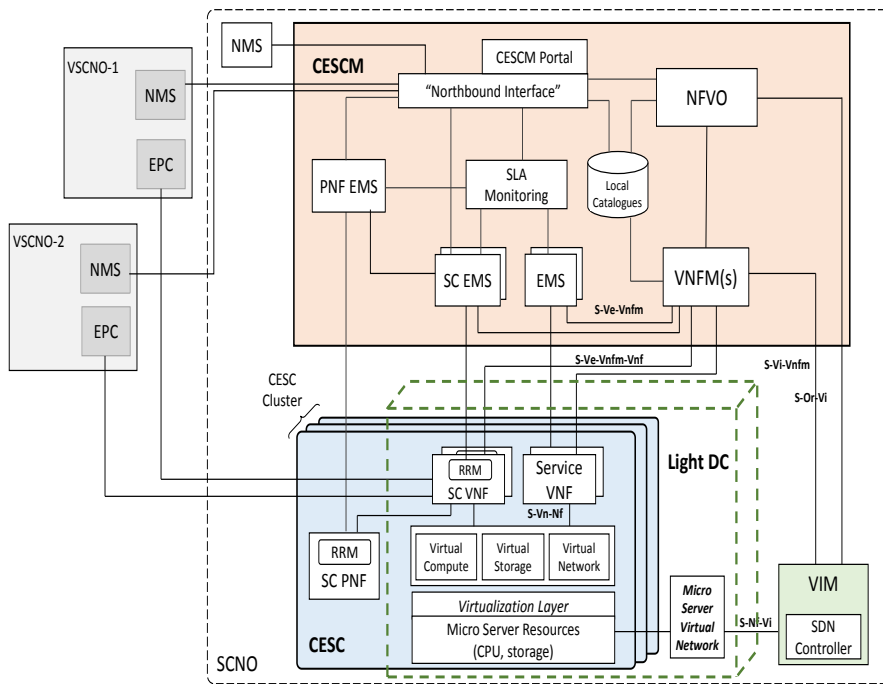 NMS
CESCM
CESCM Portal
"Northbound Interface"
NFVO
VSCNO-1
NMS
EPC
PNF EMS
SLA
Monitoring
Local
Catalogues
VSCNO-2
NMS
EPC
SC EMS
EMS
VNFM(s)
S-Ve-Vnfm
S-Ve-Vnfm-Vnf
S-Vi-Vnfm
S-Or-Vi
CESC
Cluster
Light DC
RRM
SC VNF
Service
VNF
S-Vn-Nf
RRM
SC PNF
Virtual
Compute
Virtual
Storage
Virtual
Network
Virtualization Layer
Micro Server Resources
(CPU, storage)
CESC
Micro
Server
Virtual
Network
S-Nf-Vi
VIM
SDN
Controller
SCNO